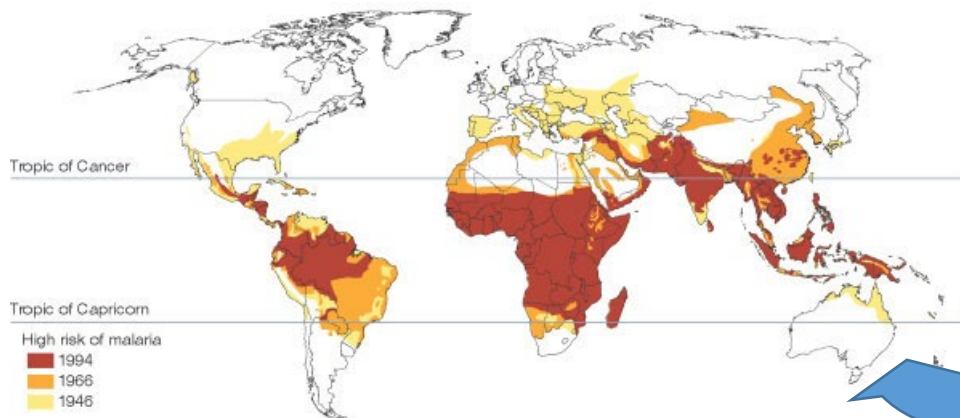 Tropic of Cancer
Tropic of Capricorn
High risk of malaria
1994
1966
1946